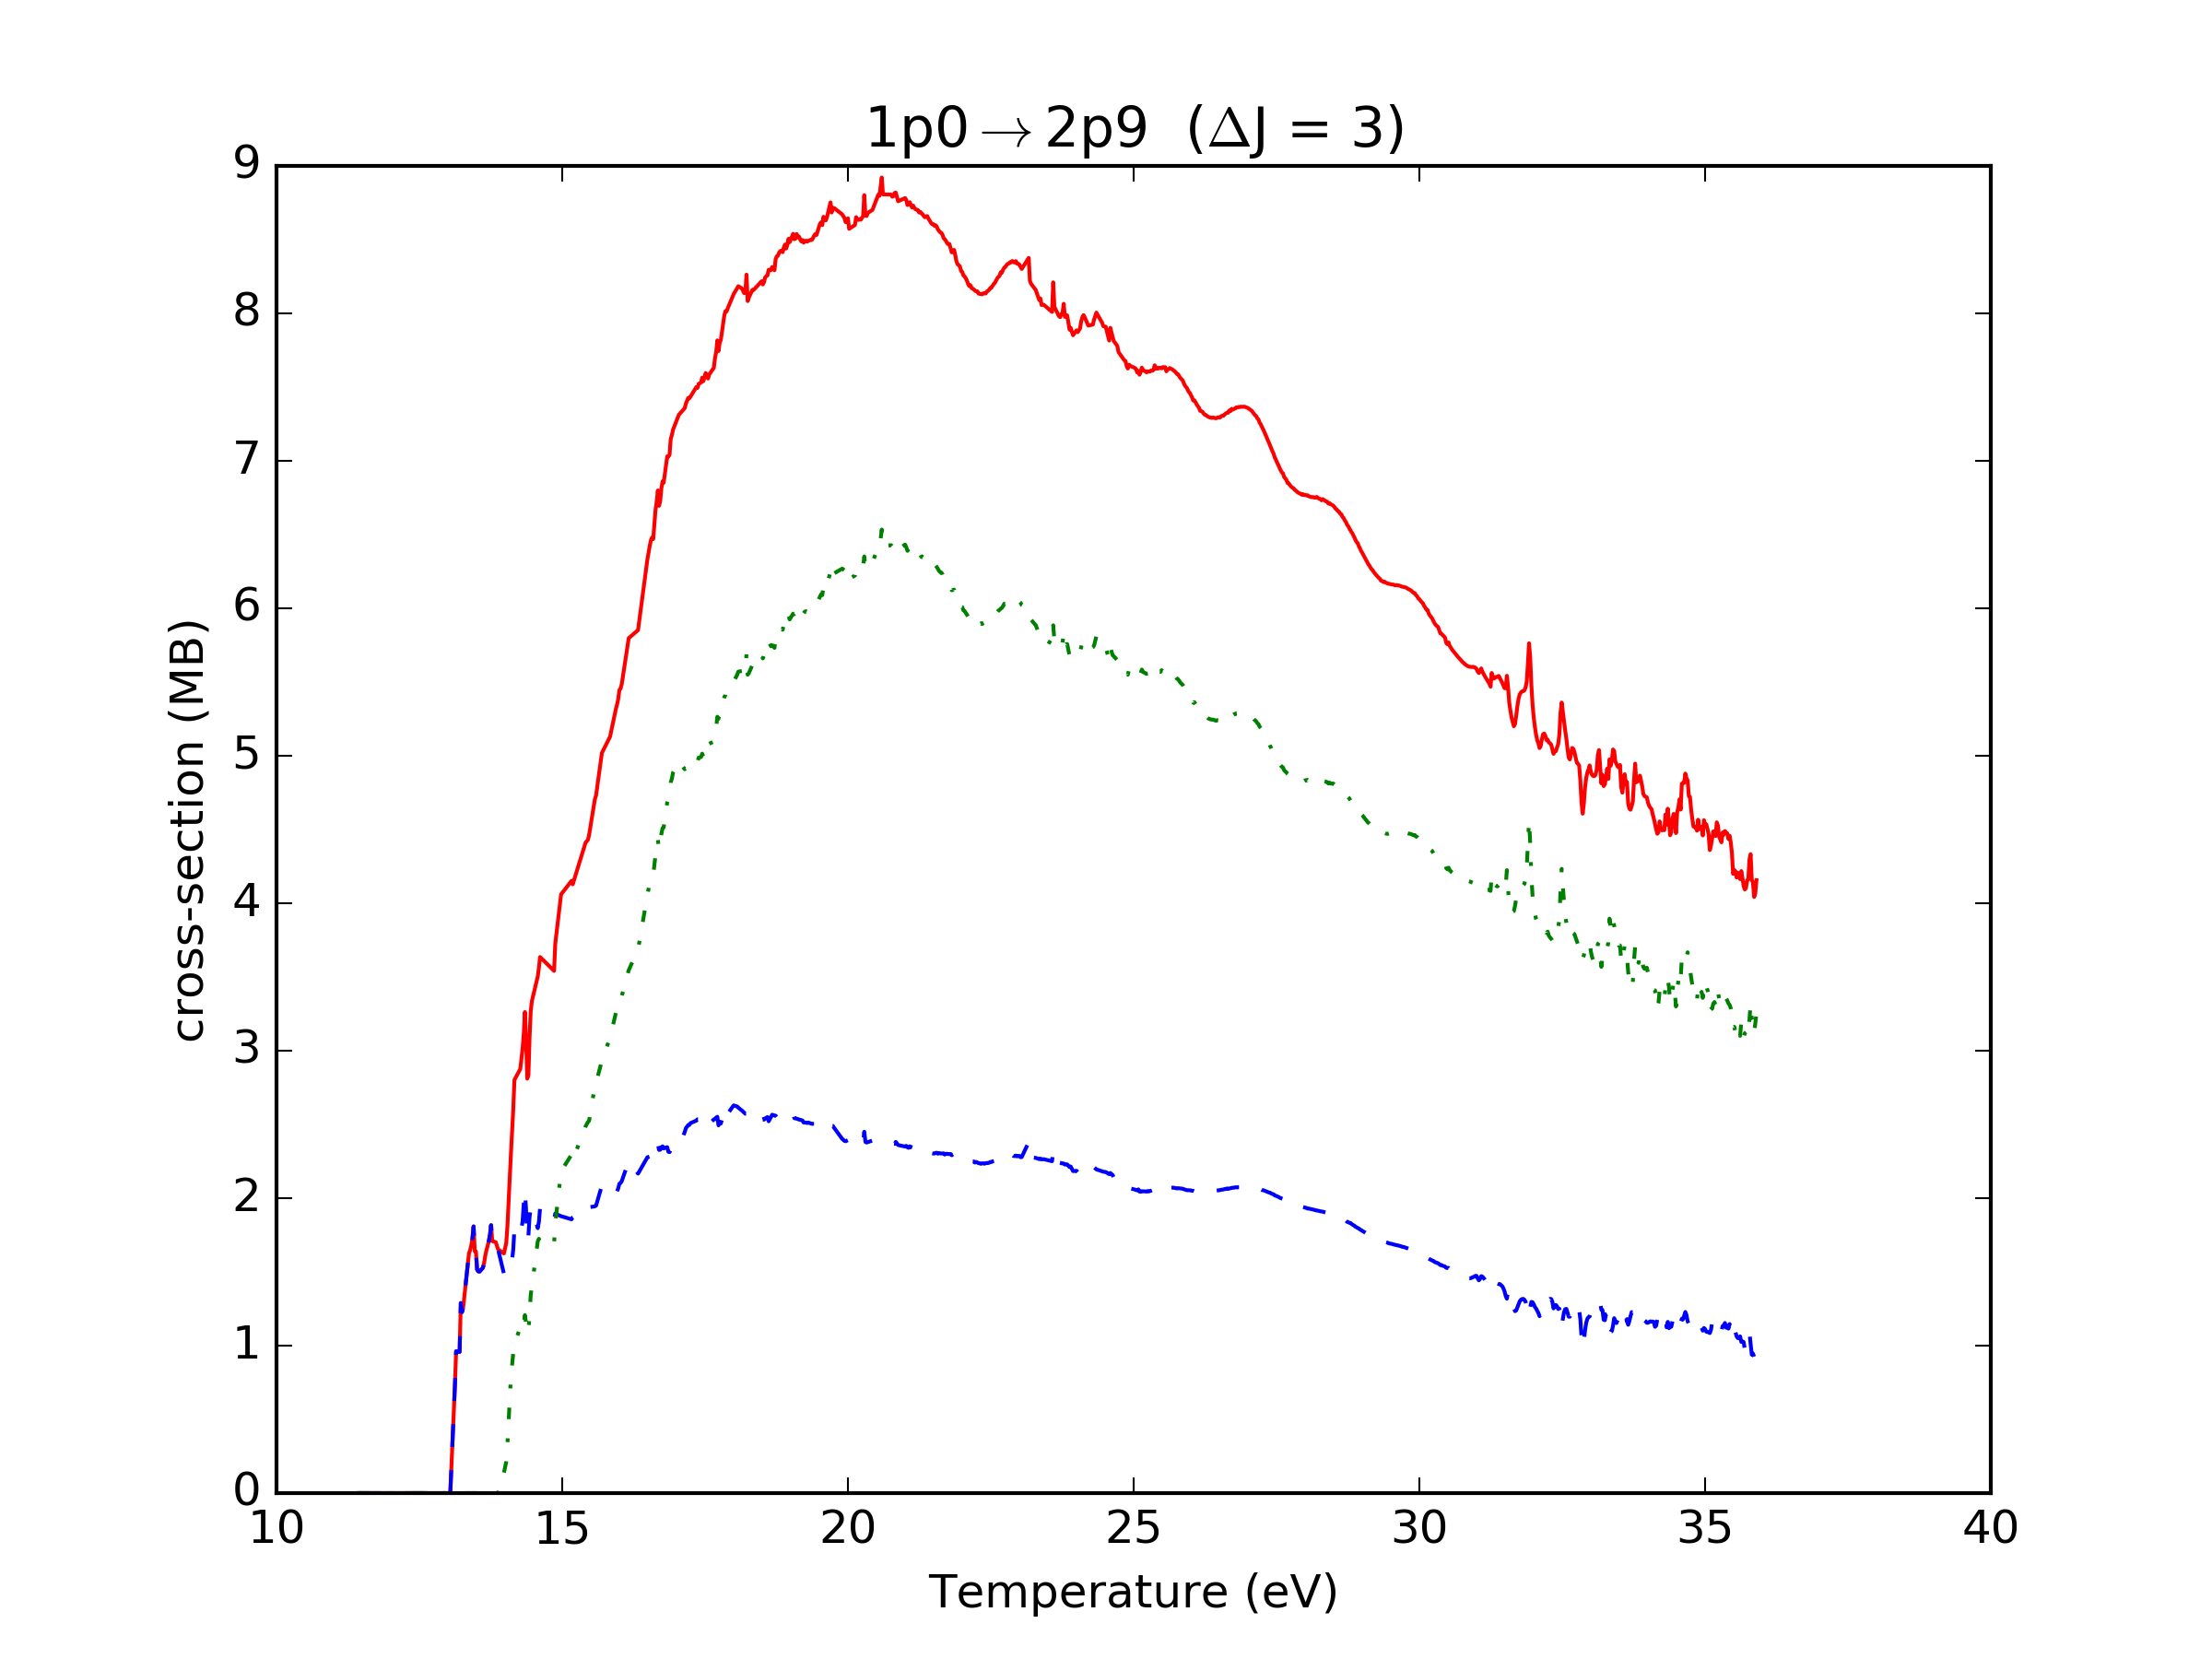 1p0→2p9 (ΔJ = 3)
9
8
7
6
5
4
3
2
1
0
cross-section (MB)
10 15 20 25 30 35 40
Temperature (eV)